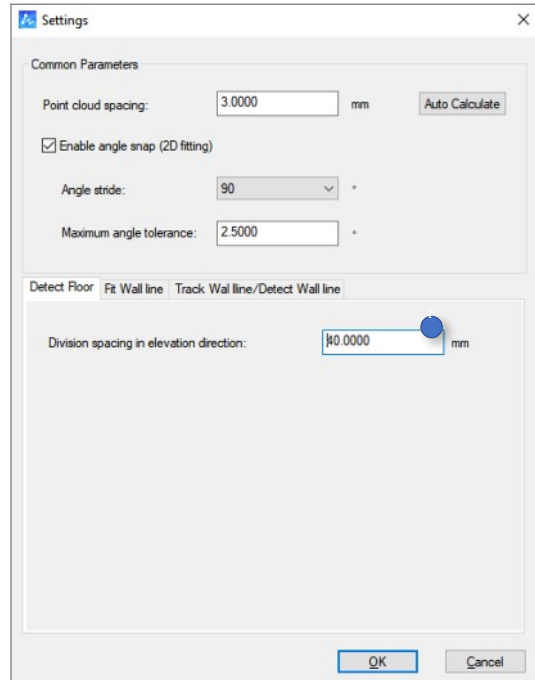 Settings
Common Parameters
Point cloud spacing: 3.0000 mm Auto Calculate
Enable angle snap (2D fitting)
Angle stride: 90 °
Maximum angle tolerance: 2.5000 °
Detect Floor Fit Wall line Track Wal lline/Detect Wall line
Division spacing in elevation direction: 40.0000 mm
OK Cancel